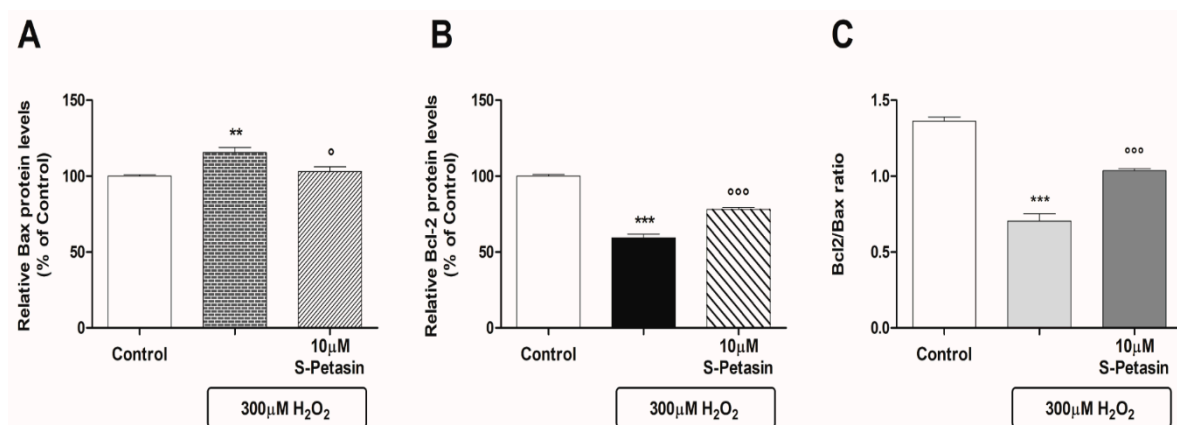 A
Relative Bax protein levels
(% of Control)
150
100
50
0
**
°
Control
10μM
S-Petasin
300μM H₂O₂
B
Relative Bcl-2 protein levels
(% of Control)
150
100
50
0
***
°°°
Control
10μM
S-Petasin
300μM H₂O₂
C
Bcl2/Bax ratio
1.5
1.0
0.5
0.0
***
°°°
Control
10μM
S-Petasin
300μM H₂O₂